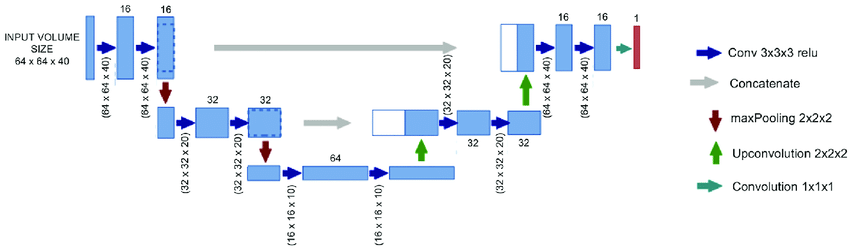 INPUT VOLUME
SIZE
64 x 64 x 40
16
16
(64 x 64 x 40)
(64 x 64 x 40)
32
32
(32 x 32 x 20)
(32 x 32 x 20)
64
(16 x 16 x 10)
(16 x 16 x 10)
(32 x 32 x 20)
32
(32 x 32 x 20)
32
16
16
1
(64 x 64 x 40)
(64 x 64 x 40)
Conv 3x3x3 relu
Concatenate
maxPooling 2x2x2
Upconvolution 2x2x2
Convolution 1x1x1